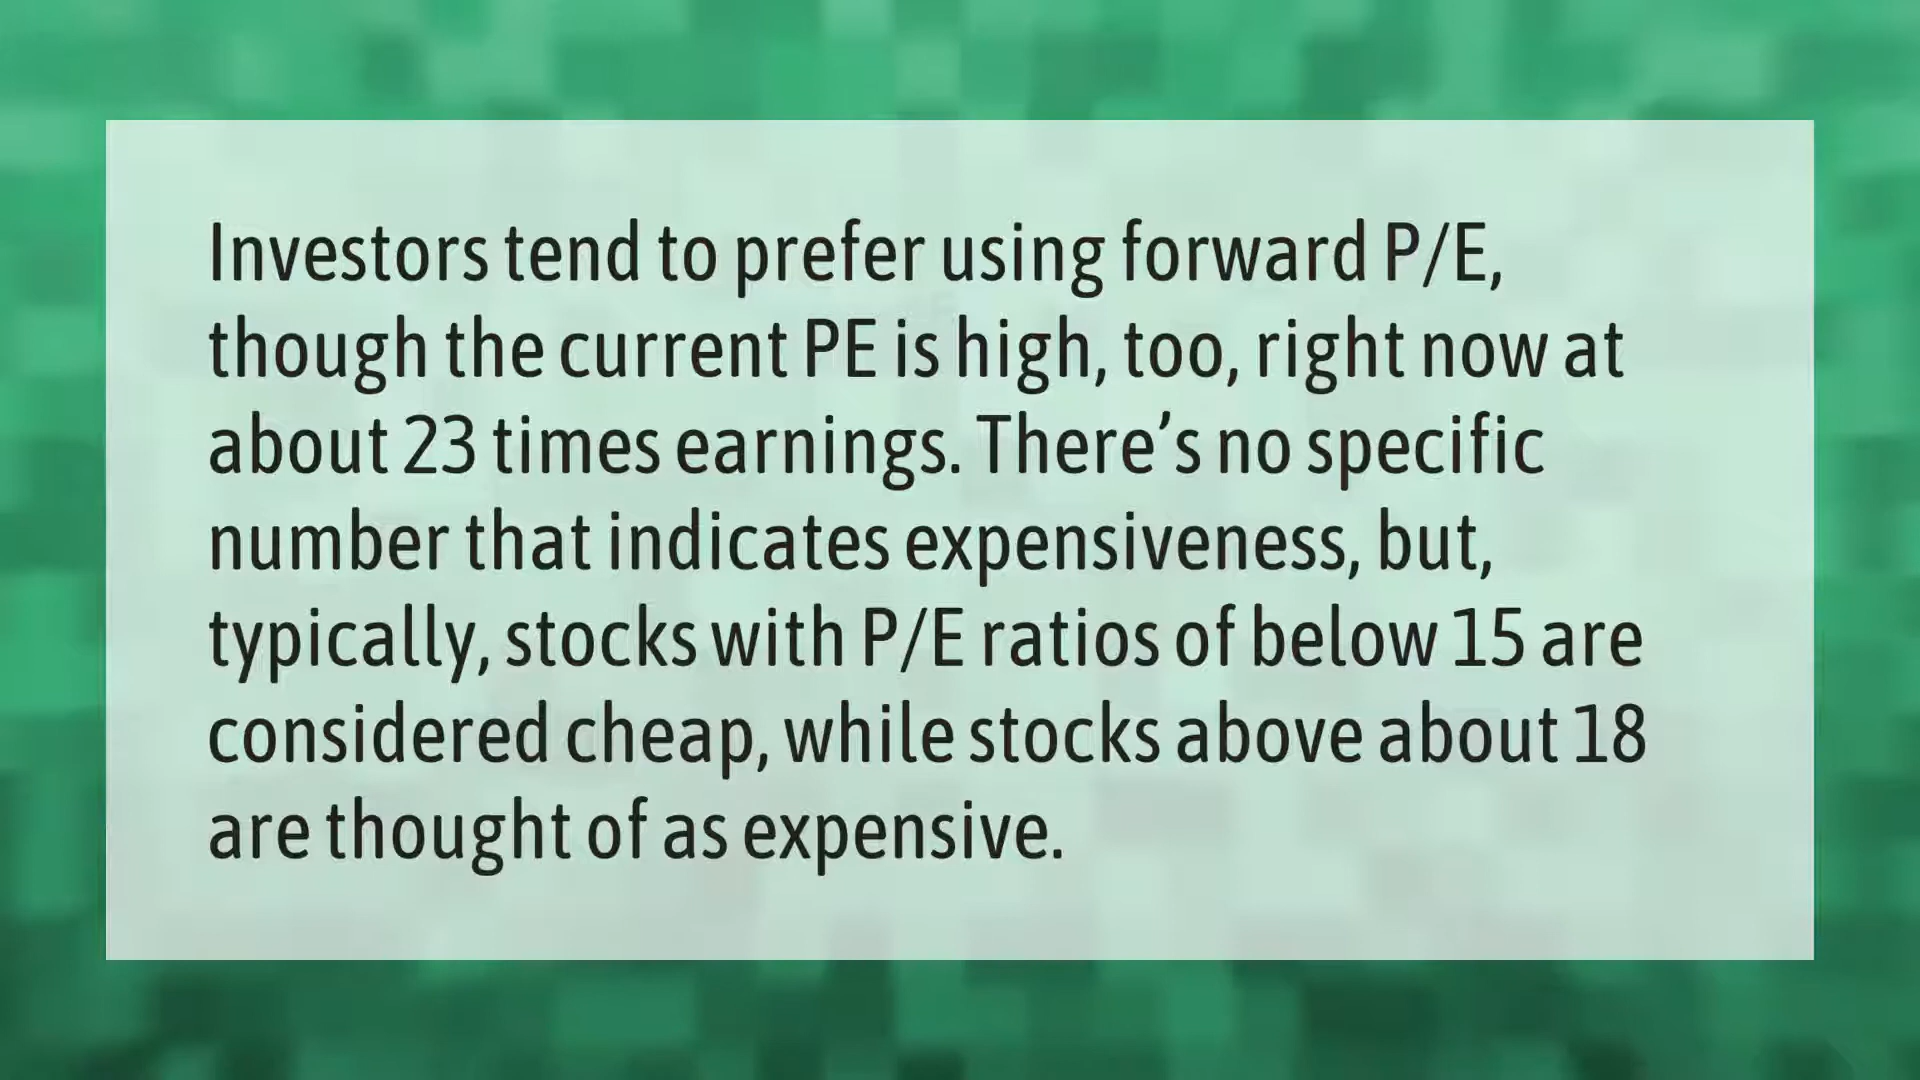 Investors tend to prefer using forward P/E,
though the current PE is high, too, right now at
about 23 times earnings. There’s no specific
number that indicates expensiveness, but,
typically, stocks with P/E ratios of below 15 are
considered cheap, while stocks above about 18
are thought of as expensive.